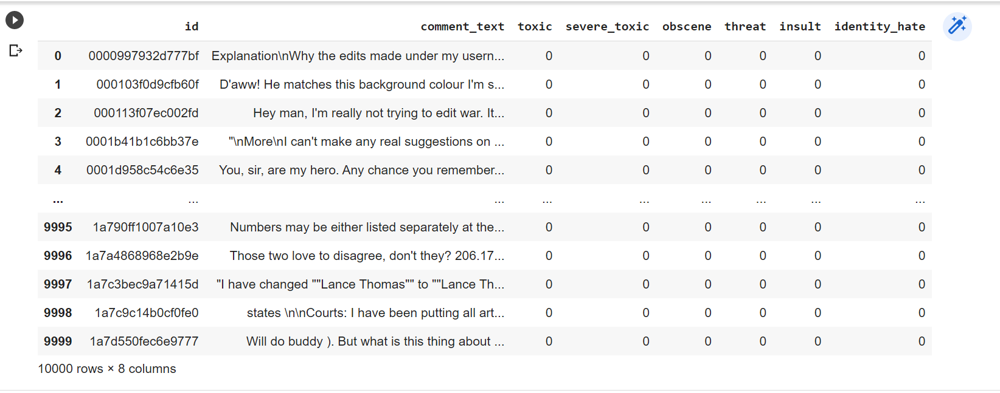 id comment_text toxic severe_toxic obscene threat insult identity_hate
0 0000997932d777bf Explanation\nWhy the edits made under my usern... 0 0 0 0 0 0
1 000103f0d9cfb60f D'aww! He matches this background colour I'm s... 0 0 0 0 0 0
2 000113f07ec002fd Hey man, I'm really not trying to edit war. It... 0 0 0 0 0 0
3 0001b41b1c6bb37e "\nMore\nI can't make any real suggestions on ... 0 0 0 0 0 0
4 0001d958c54c6e35 You, sir, are my hero. Any chance you remember... 0 0 0 0 0 0
... ... ... ... ... ... ... ... ...
9995 1a790ff1007a10e3 Numbers may be either listed separately at the... 0 0 0 0 0 0
9996 1a7a4868968e2b9e Those two love to disagree, don't they? 206.17... 0 0 0 0 0 0
9997 1a7c3bec9a71415d "I have changed ""Lance Thomas"" to ""Lance Th... 0 0 0 0 0 0
9998 1a7c9c14b0cf0fe0 states \n\nCourts: I have been putting all art... 0 0 0 0 0 0
9999 1a7d550fec6e9777 Will do buddy ). But what is this thing about ... 0 0 0 0 0 0
10000 rows × 8 columns